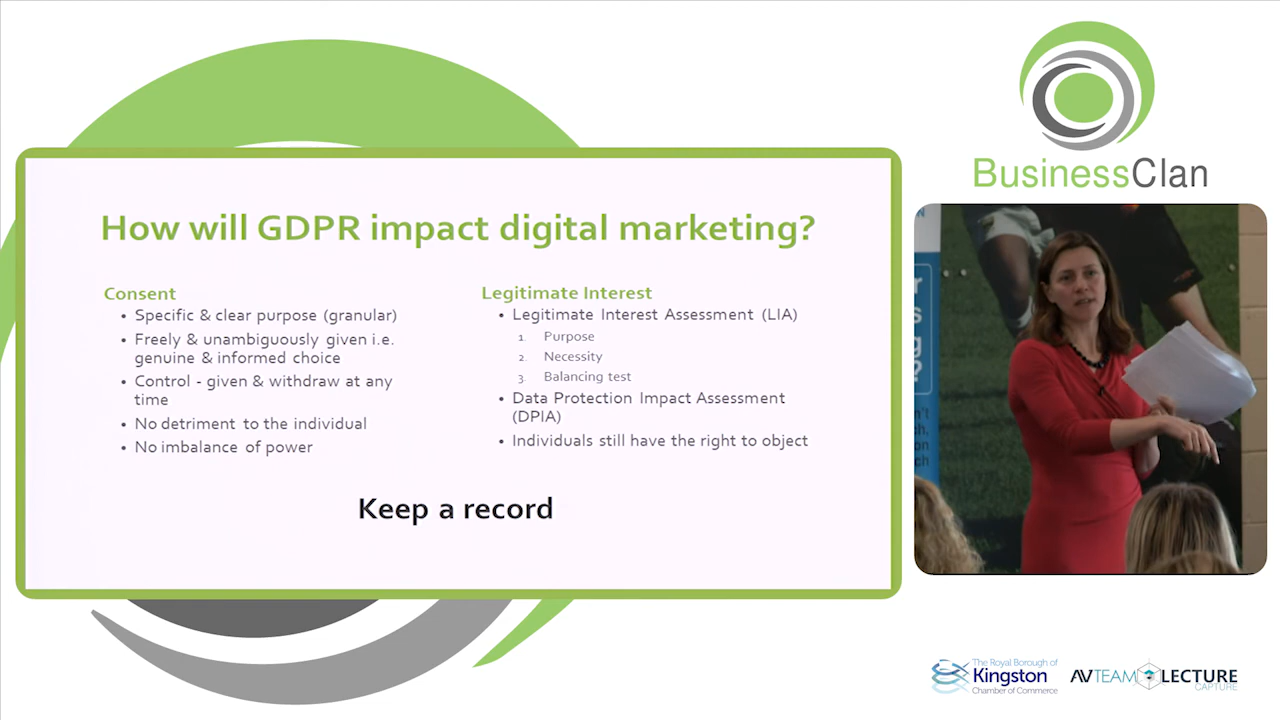 How will GDPR impact digital marketing?
Consent
• Specific & clear purpose (granular)
• Freely & unambiguously given i.e.
genuine & informed choice
• Control - given & withdraw at any
time
• No detriment to the individual
• No imbalance of power
Legitimate Interest
• Legitimate Interest Assessment (LIA)
1. Purpose
2. Necessity
3. Balancing test
• Data Protection Impact Assessment
(DPIA)
• Individuals still have the right to object
Keep a record
BusinessClan
The Royal Borough of
Kingston
Chamber of Commerce
AVTEAM LECTURE
CAPTURE